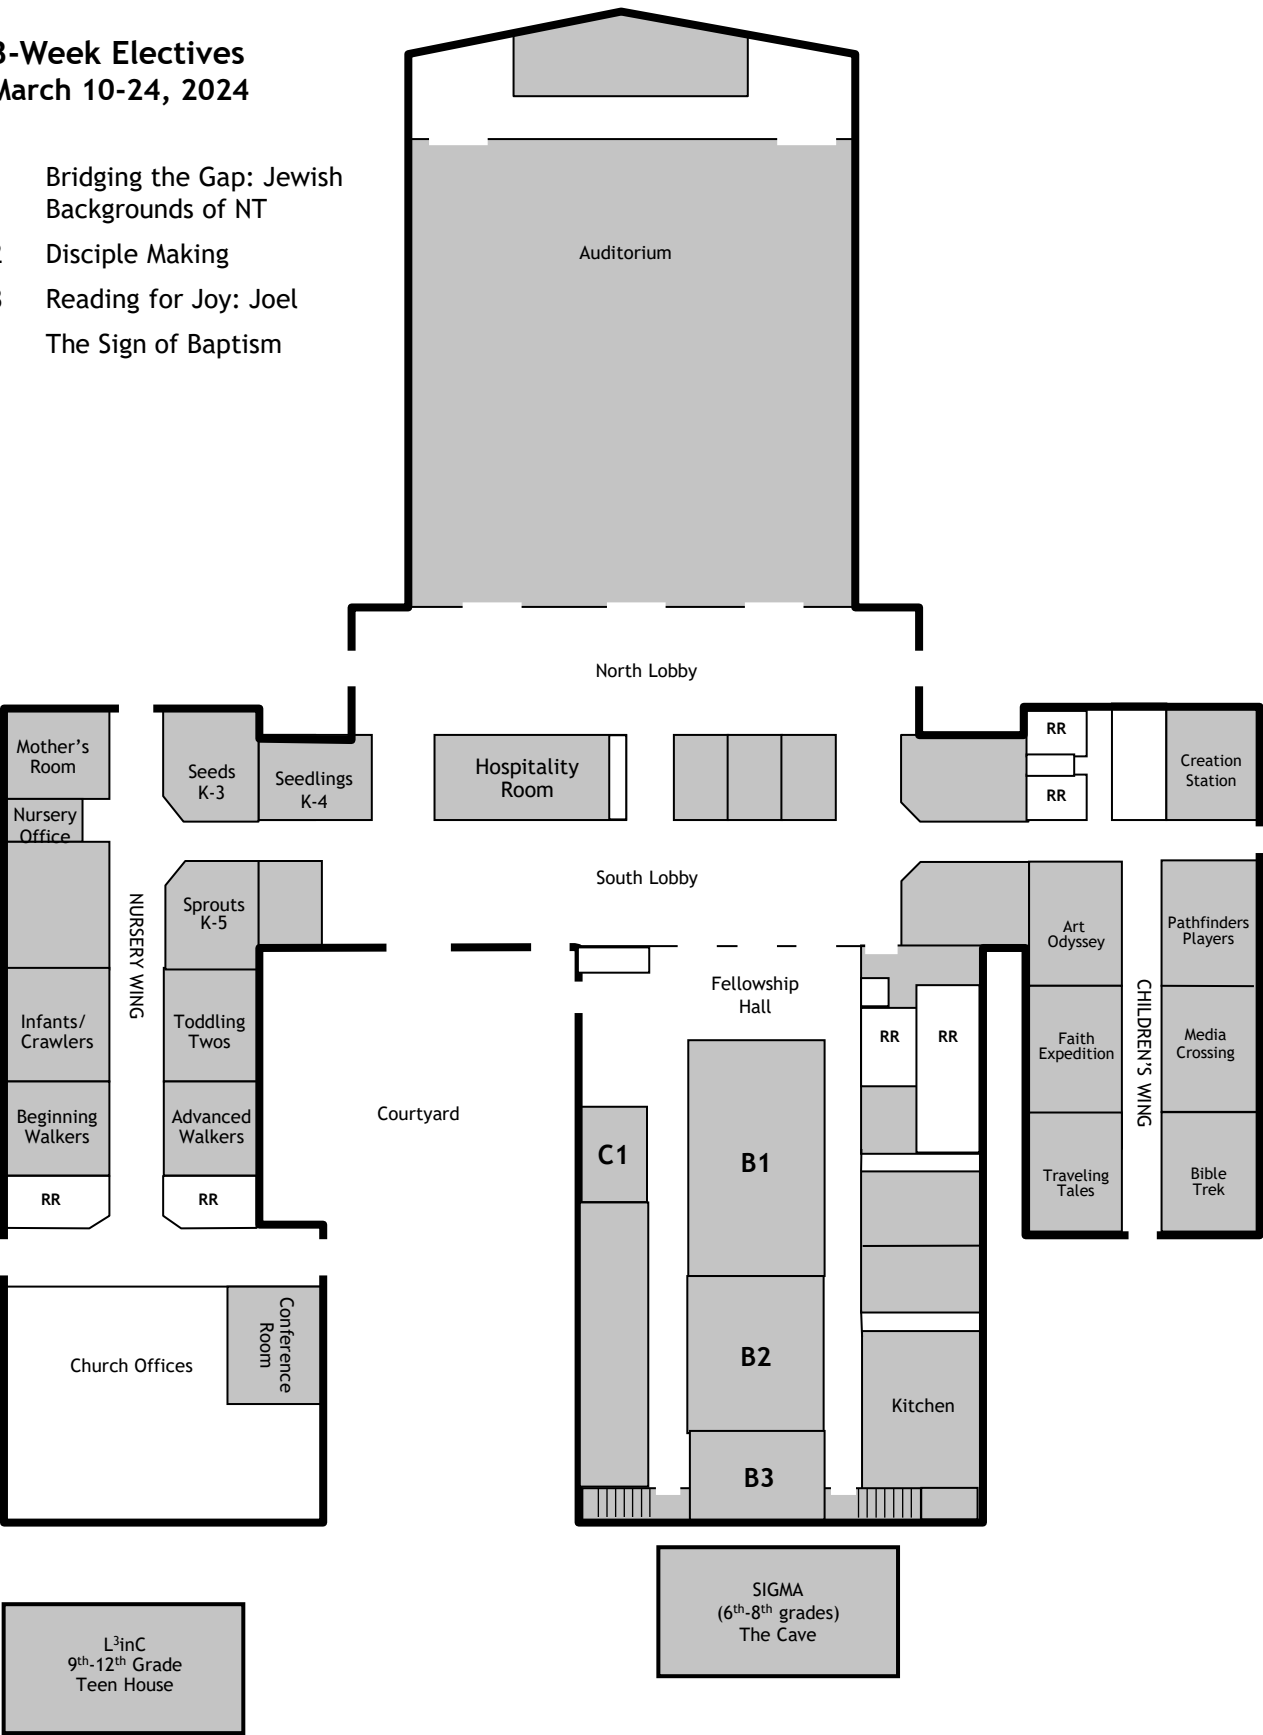 3-Week Electives
March 10-24, 2024
Bridging the Gap: Jewish
Backgrounds of NT
2 Disciple Making
3 Reading for Joy: Joel
The Sign of Baptism
Auditorium
North Lobby
Mother's
Room
Nursery
Office
Seeds
K-3
Seedlings
K-4
Hospitality
Room
RR
RR
Creation
Station
South Lobby
NURSERY WING
Sprouts
K-5
Infants/
Crawlers
Toddling
Twos
Beginning
Walkers
Advanced
Walkers
RR
RR
Courtyard
Fellowship
Hall
RR
RR
C1
B1
B2
B3
Kitchen
Art
Odyssey
Pathfinders
Players
CHILDREN'S WING
Faith
Expedition
Media
Crossing
Traveling
Tales
Bible
Trek
Church Offices
Conference
Room
SIGMA
(6th-8th grades)
The Cave
L³inC
9th-12th Grade
Teen House